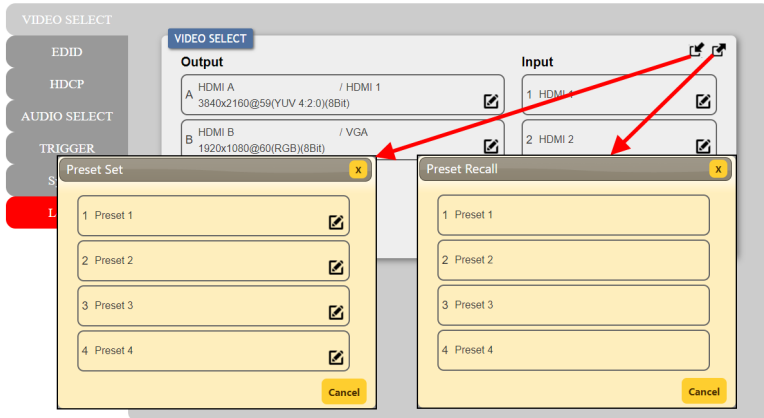 VIDEO SELECT
EDID
HDCP
AUDIO SELECT
TRIGGER
S
L
VIDEO SELECT
Output
Input
A HDMI A / HDMI 1
3840x2160@59(YUV 4:2:0)(8Bit)
1 HDMI 1
B HDMI B / VGA
1920x1080@60(RGB)(8Bit)
2 HDMI 2
Preset Set
X
1 Preset 1
2 Preset 2
3 Preset 3
4 Preset 4
Cancel
Preset Recall
X
1 Preset 1
2 Preset 2
3 Preset 3
4 Preset 4
Cancel